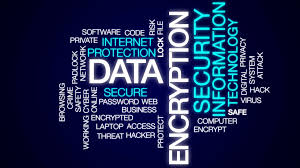 SOFTWARE CODE
RISK
FILE
PRIVATE
INTERNET
LOCK
PROTECTION
PADLOCK
NETWORK
DATA
ENCRYPTION
SECURITY
INFORMATION
TECHNOLOGY
DIGITAL PRIVACY
SYSTEM
ATTACK
HACK
VIRUS
BROWSING
CRIME
SAFETY
WORKING CYBER
ONLINE
SECURE
PASSWORD WEB
BUSINESS
ENCRYPTED
LAPTOP ACCESS
THREAT HACKER
PROTECT
SAFE
COMPUTER
ENCRYPT